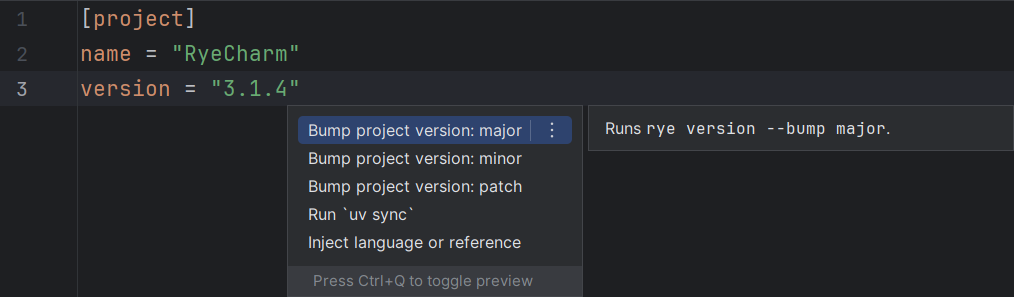 1 [project]
2 name = "RyeCharm"
3 version = "3.1.4"
Bump project version: major
Runs rye version --bump major.
Bump project version: minor
Bump project version: patch
Run `uv sync`
Inject language or reference
Press Ctrl+Q to toggle preview